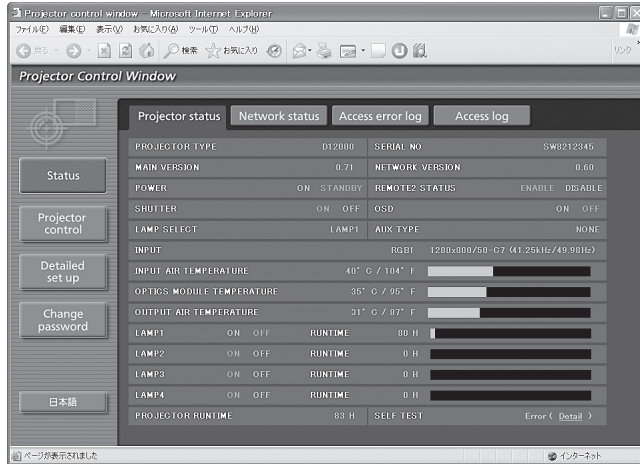 Projector control window - Microsoft Internet Explorer
ファイル(F) 編集(E) 表示(V) お気に入り(A) ツール(T) ヘルプ(H)
戻る 検索 お気に入り リンク
Projector Control Window
Projector status Network status Access error log Access log
Status
Projector control
Detailed set up
Change password
日本語
PROJECTOR TYPE D12000 SERIAL NO SW8212345
MAIN VERSION 0.71 NETWORK VERSION 0.60
POWER ON STANDBY REMOTE2 STATUS ENABLE DISABLE
SHUTTER ON OFF OSD ON OFF
LAMP SELECT LAMP1 AUX TYPE NONE
INPUT RGB1 1280x800/50-C7 (41.25kHz/49.98Hz)
INPUT AIR TEMPERATURE 40° C / 104° F
OPTICS MODULE TEMPERATURE 35° C / 95° F
OUTPUT AIR TEMPERATURE 31° C / 87° F
LAMP1 ON OFF RUNTIME 80 H
LAMP2 ON OFF RUNTIME 0 H
LAMP3 ON OFF RUNTIME 0 H
LAMP4 ON OFF RUNTIME 0 H
PROJECTOR RUNTIME 83 H SELF TEST Error ( Detail )
ページが表示されました インターネット